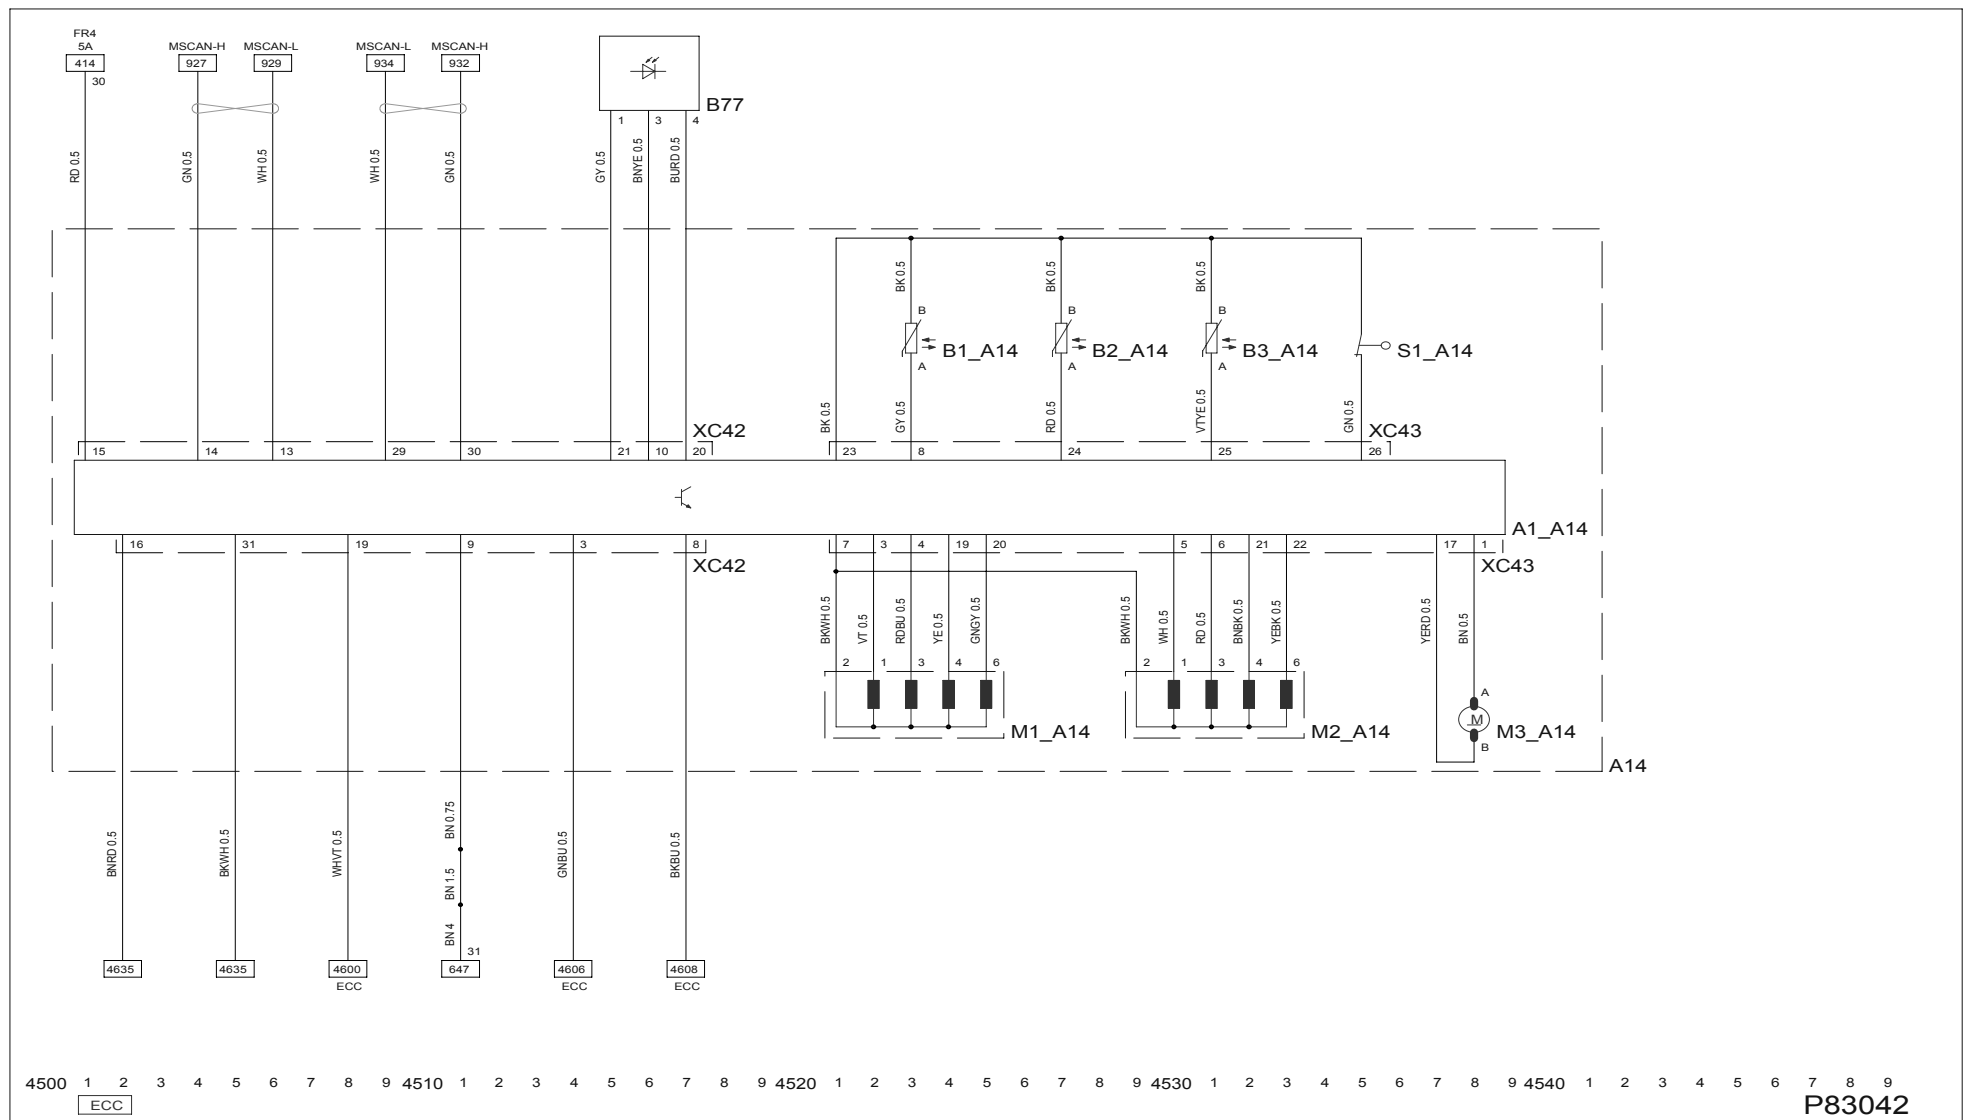 FR4
5A
MSCAN-H MSCAN-L MSCAN-L MSCAN-H
414 927 929 934 932
30
B77
1 3 4
RD 0.5 GN 0.5 WH 0.5 WH 0.5 GN 0.5 GY 0.5 BNYE 0.5 BURD 0.5
BK 0.5 BK 0.5 BK 0.5
B B B
B1_A14 B2_A14 B3_A14 S1_A14
A A A
BK 0.5 GY 0.5 RD 0.5 VTYE 0.5 GN 0.5
XC42 XC43
15 14 13 29 30 21 10 20 23 8 24 25 26
A1_A14
16 31 19 9 3 8 7 3 4 19 20 5 6 21 22 17 1
XC42 XC43
BKWH 0.5 VT 0.5 RDBU 0.5 YE 0.5 GNGY 0.5 BKWH 0.5 WH 0.5 RD 0.5 BNBK 0.5 YEBK 0.5 YERD 0.5 BN 0.5
2 1 3 4 6 2 1 3 4 6
A
M
B
M1_A14 M2_A14 M3_A14
A14
BNRD 0.5 BKWH 0.5 WHVT 0.5 BN 0.75 GNBU 0.5 BKBU 0.5
BN 1.5
BN 4
31
4635 4635 4600 647 4606 4608
ECC ECC ECC
4500 1 2 3 4 5 6 7 8 9 4510 1 2 3 4 5 6 7 8 9 4520 1 2 3 4 5 6 7 8 9 4530 1 2 3 4 5 6 7 8 9 4540 1 2 3 4 5 6 7 8 9
ECC
P83042